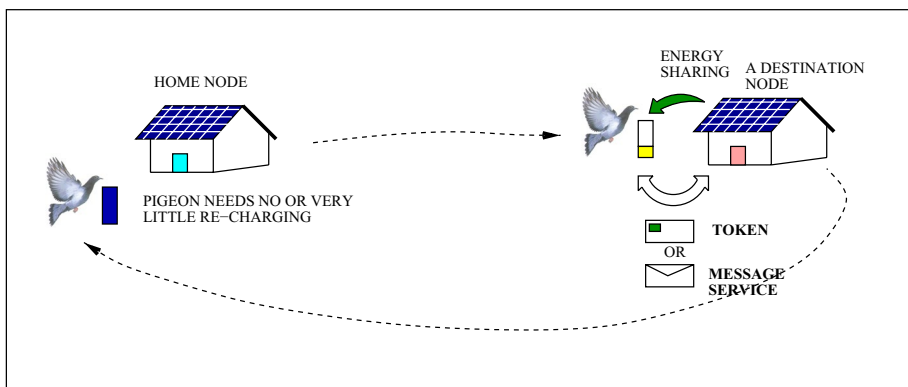 HOME NODE
PIGEON NEEDS NO OR VERY
LITTLE RE−CHARGING
ENERGY
SHARING
A DESTINATION
NODE
TOKEN
OR
MESSAGE
SERVICE